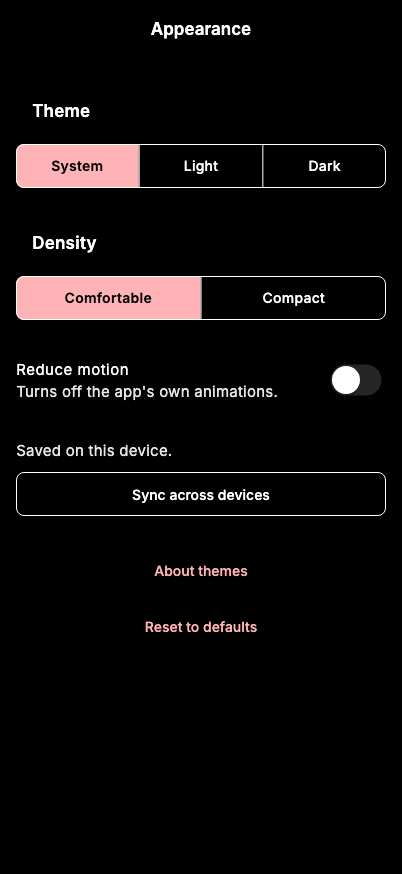 Appearance
Theme
System
Light
Dark
Density
Comfortable
Compact
Reduce motion
Turns off the app's own animations.
Saved on this device.
Sync across devices
About themes
Reset to defaults